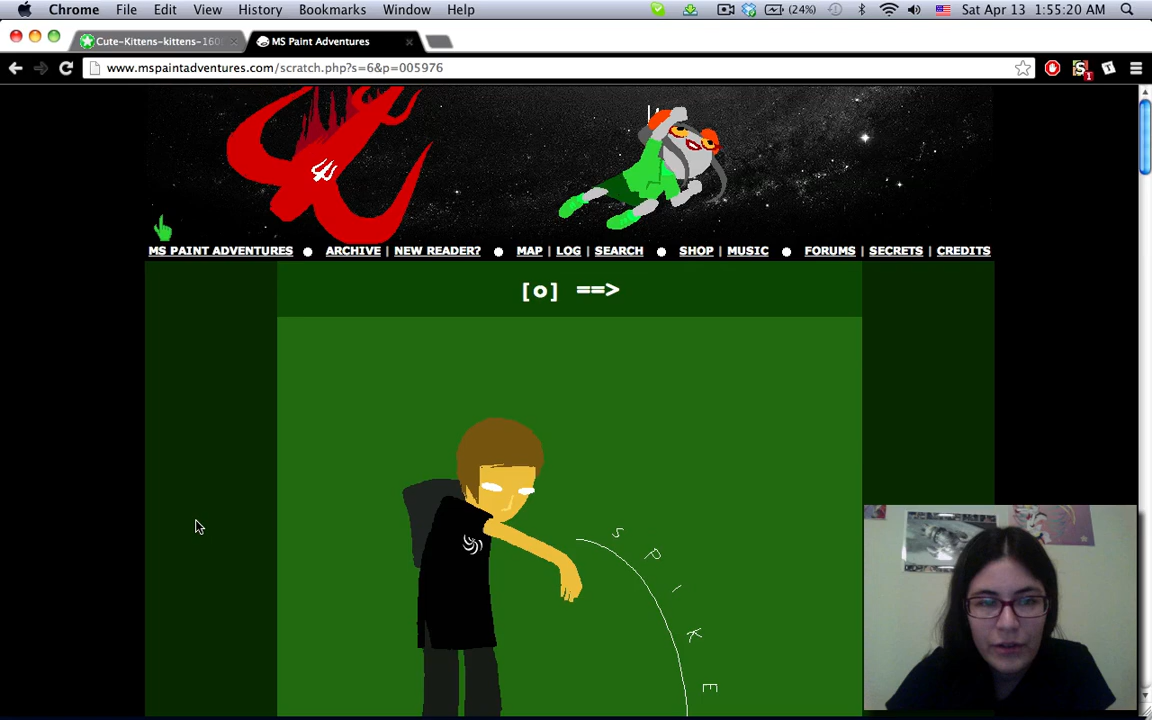 Chrome File Edit View History Bookmarks Window Help (24%) Sat Apr 13 1:55:20 AM
Cute-Kittens-kittens-160 MS Paint Adventures
www.mspaintadventures.com/scratch.php?s=6&p=005976
MS PAINT ADVENTURES ARCHIVE | NEW READER? MAP | LOG | SEARCH SHOP | MUSIC FORUMS | SECRETS | CREDITS
[o] ==>
SPIKE